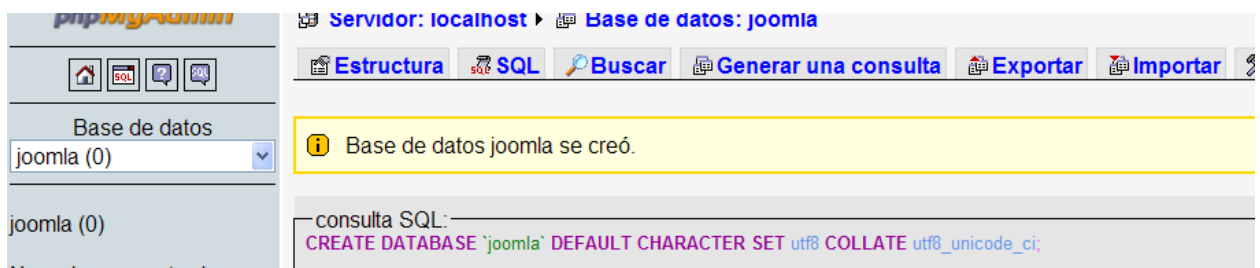 phpMyAdmin
Servidor: localhost Base de datos: joomla
Estructura SQL Buscar Generar una consulta Exportar Importar
Base de datos
joomla (0)
Base de datos joomla se creó.
joomla (0)
consulta SQL:
CREATE DATABASE `joomla` DEFAULT CHARACTER SET utf8 COLLATE utf8_unicode_ci;